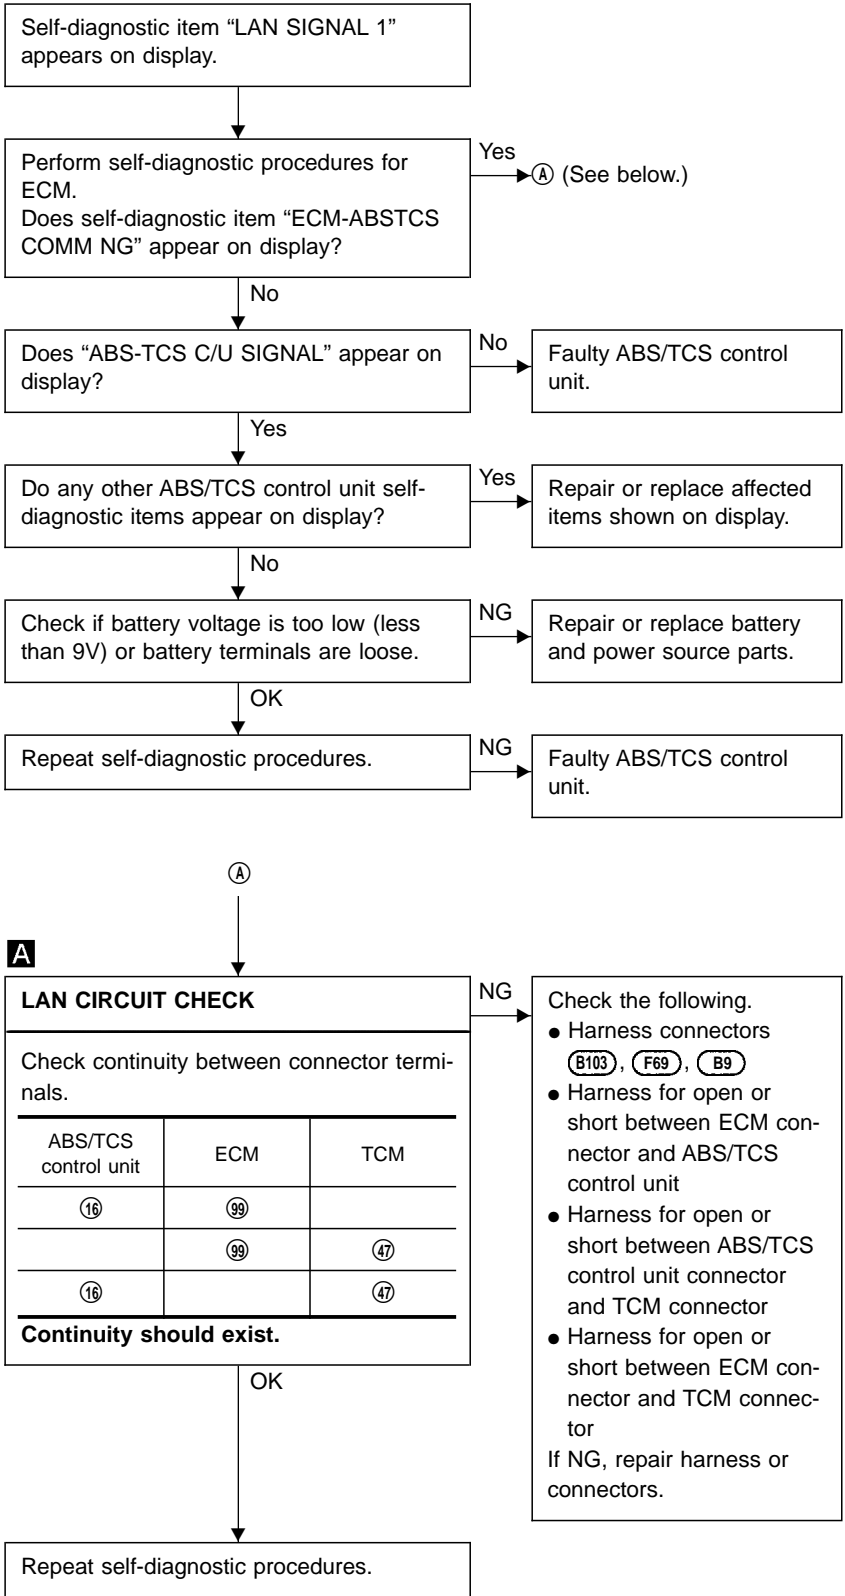 Self-diagnostic item “LAN SIGNAL 1”
appears on display.
Perform self-diagnostic procedures for
ECM.
Does self-diagnostic item “ECM-ABSTCS
COMM NG” appear on display?
Yes
Ⓐ (See below.)
No
Does “ABS-TCS C/U SIGNAL” appear on
display?
No
Faulty ABS/TCS control
unit.
Yes
Do any other ABS/TCS control unit self-
diagnostic items appear on display?
Yes
Repair or replace affected
items shown on display.
No
Check if battery voltage is too low (less
than 9V) or battery terminals are loose.
NG
Repair or replace battery
and power source parts.
OK
Repeat self-diagnostic procedures.
NG
Faulty ABS/TCS control
unit.
Ⓐ
A
LAN CIRCUIT CHECK
Check continuity between connector termi-
nals.
ABS/TCS
control unit
ECM
TCM
⑯ 99
99 ㊼
⑯ ㊼
Continuity should exist.
NG
Check the following.
● Harness connectors
B103, F69, B9
● Harness for open or
short between ECM con-
nector and ABS/TCS
control unit
● Harness for open or
short between ABS/TCS
control unit connector
and TCM connector
● Harness for open or
short between ECM con-
nector and TCM connec-
tor
If NG, repair harness or
connectors.
OK
Repeat self-diagnostic procedures.